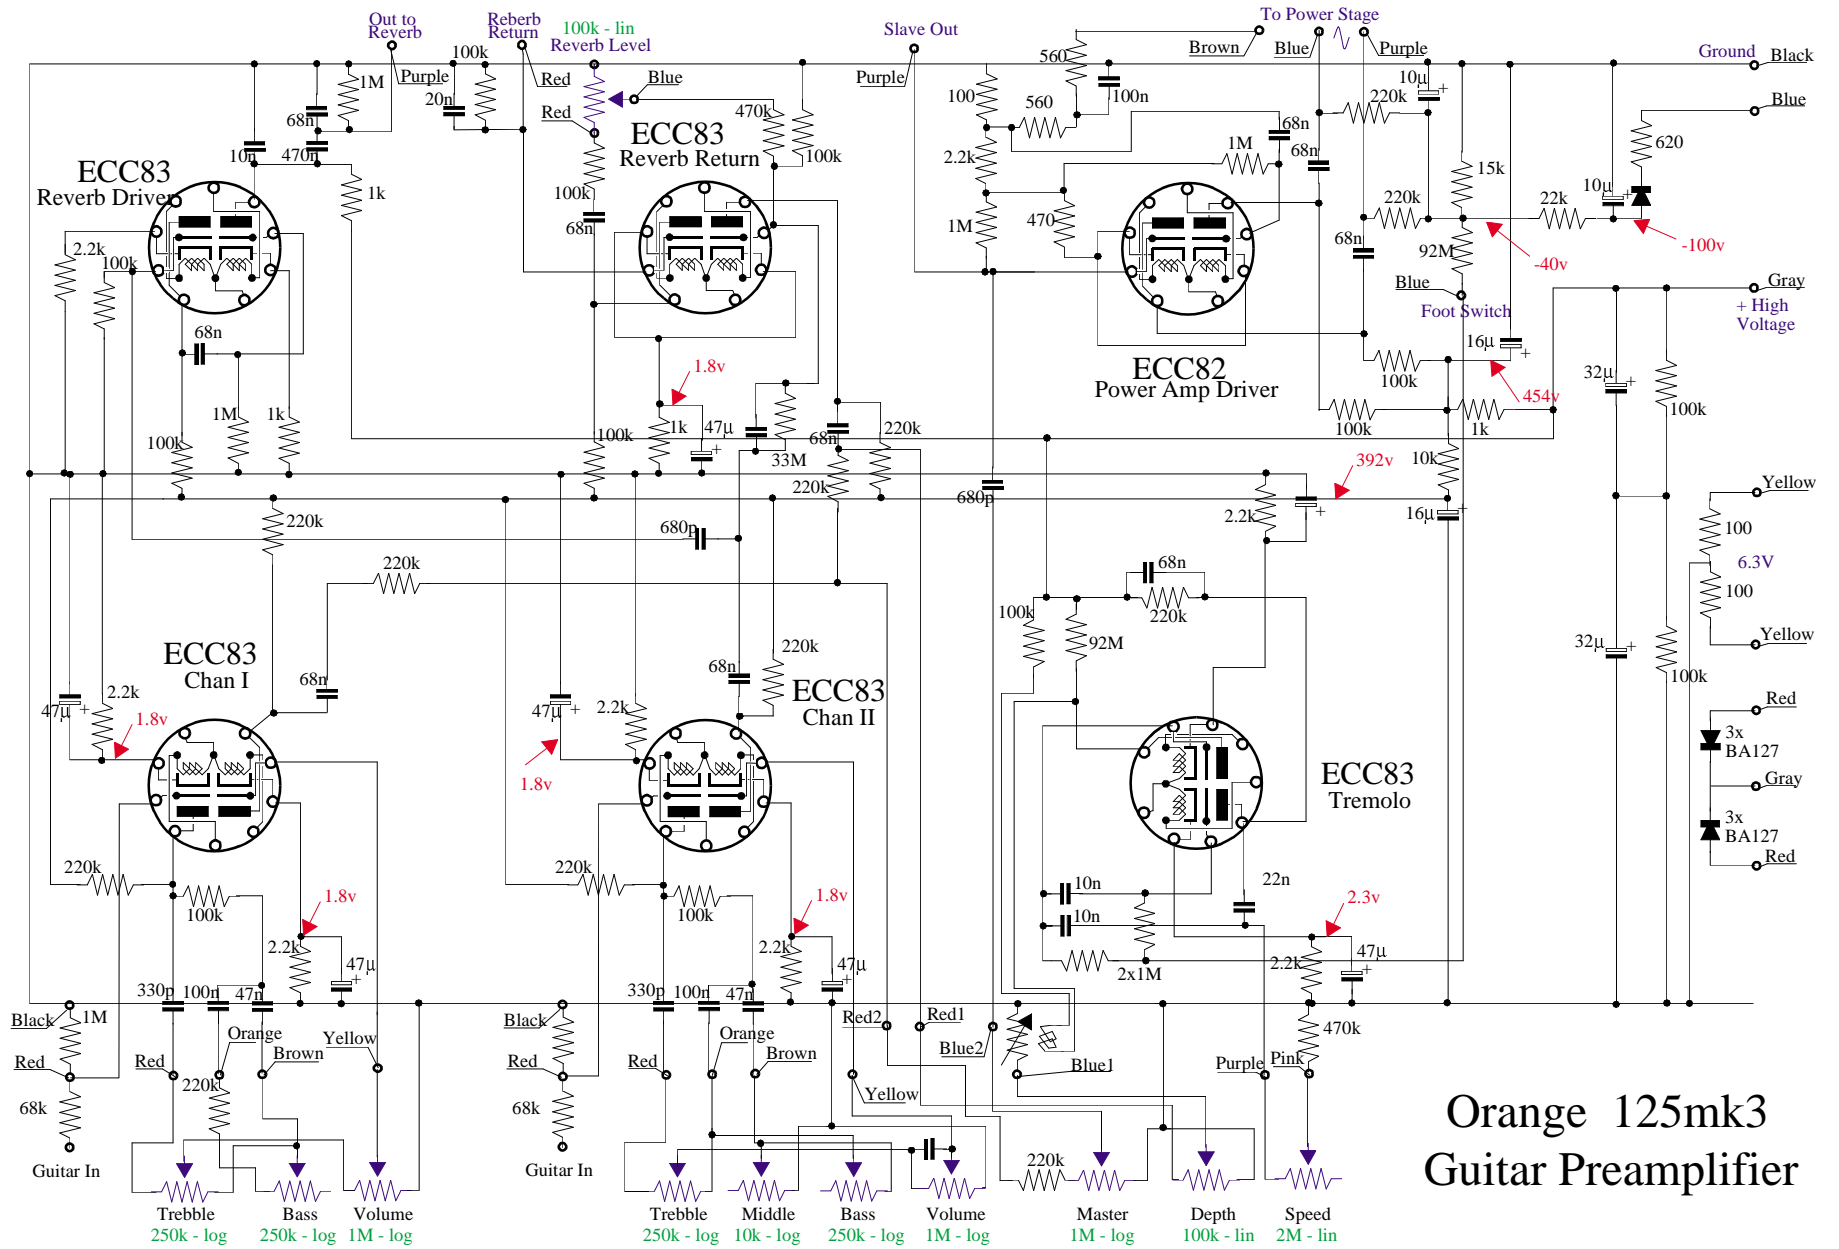 Out to
Reverb
Reberb
Return
100k - lin
Reverb Level
Slave Out
To Power Stage
Brown
Blue
Purple
Ground
Black
Purple
100k
Red
Blue
Purple
560
10µ
+
Blue
1M
20n
68n
Red
470k
100
560
100n
220k
620
ECC83
Reverb Return
68n
10n
470n
100k
2.2k
1M
68n
15k
ECC83
Reverb Driver
1k
100k
68n
1M
470
220k
22k
10µ
+
2.2k
100k
68n
92M
-40v
-100v
Blue
Foot Switch
Gray
+ High
Voltage
68n
1.8v
ECC82
Power Amp Driver
16µ
+
100k
454v
32µ
+
100k
1M
1k
100k
100k
1k
47µ
+
33M
68n
220k
100k
1k
10k
392v
220k
680p
2.2k
+
16µ
+
Yellow
100
6.3V
100
Yellow
220k
680p
220k
68n
220k
100k
92M
32µ
+
100k
ECC83
Chan I
68n
220k
68n
ECC83
Chan II
47µ
+
2.2k
1.8v
47µ
+
2.2k
1.8v
Red
3x
BA127
Gray
3x
BA127
Red
ECC83
Tremolo
220k
100k
1.8v
220k
100k
1.8v
10n
10n
22n
2.3v
2.2k
47µ
+
2.2k
47µ
+
2x1M
2.2k
47µ
+
330p
100n
47n
330p
100n
47n
Black
1M
Orange
Yellow
Red
Red
Brown
220k
68k
Guitar In
Black
Red
Red
Orange
Brown
Yellow
68k
Guitar In
Red2
Red1
Blue2
Blue1
470k
Purple
Pink
220k
Orange 125mk3
Guitar Preamplifier
Trebble
250k - log
Bass
250k - log
Volume
1M - log
Trebble
250k - log
Middle
10k - log
Bass
250k - log
Volume
1M - log
Master
1M - log
Depth
100k - lin
Speed
2M - lin